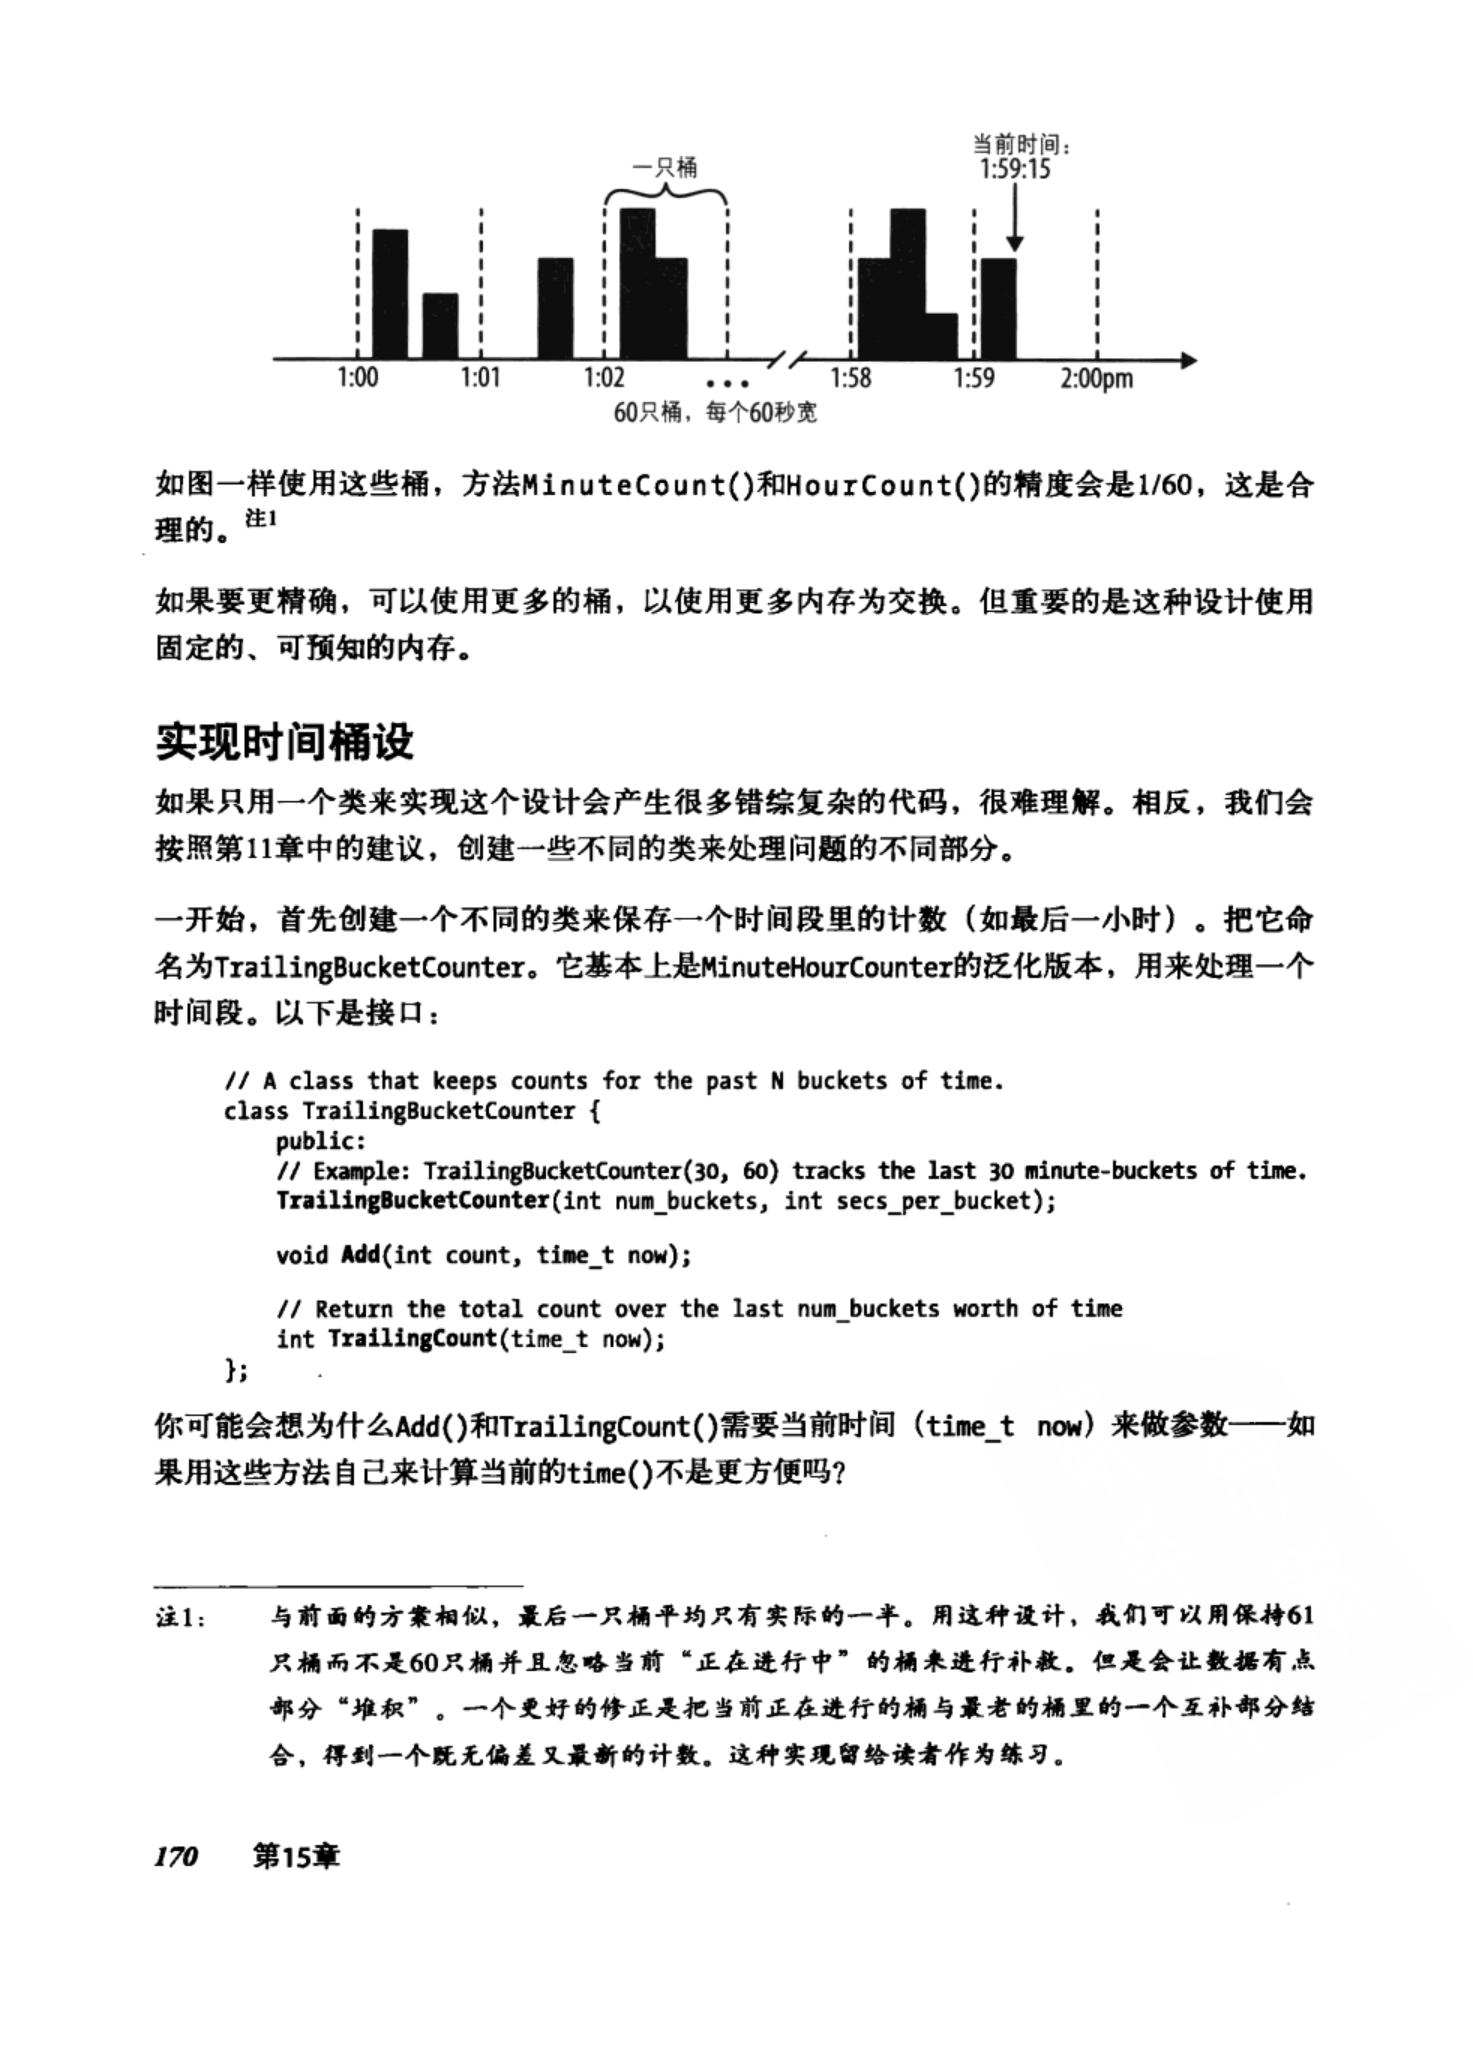 当前时间：
一只桶
1:59:15
1:00 1:01 1:02 ••• 1:58 1:59 2:00pm
60只桶，每个60秒宽
如图一样使用这些桶，方法MinuteCount()和HourCount()的精度会是1/60，这是合
理的。注1
如果要更精确，可以使用更多的桶，以使用更多内存为交换。但重要的是这种设计使用
固定的、可预知的内存。
实现时间桶设
如果只用一个类来实现这个设计会产生很多错综复杂的代码，很难理解。相反，我们会
按照第11章中的建议，创建一些不同的类来处理问题的不同部分。
一开始，首先创建一个不同的类来保存一个时间段里的计数（如最后一小时）。把它命
名为TrailingBucketCounter。它基本上是MinuteHourCounter的泛化版本，用来处理一个
时间段。以下是接口：
// A class that keeps counts for the past N buckets of time.
class TrailingBucketCounter {
public:
// Example: TrailingBucketCounter(30, 60) tracks the last 30 minute-buckets of time.
TrailingBucketCounter(int num_buckets, int secs_per_bucket);
void Add(int count, time_t now);
// Return the total count over the last num_buckets worth of time
int TrailingCount(time_t now);
};
你可能会想为什么Add()和TrailingCount()需要当前时间（time_t now）来做参数——如
果用这些方法自己来计算当前的time()不是更方便吗？
注1： 与前面的方案相似，最后一只桶平均只有实际的一半。用这种设计，我们可以用保持61
只桶而不是60只桶并且忽略当前“正在进行中”的桶来进行补救。但是会让数据有点
部分“堆积”。一个更好的修正是把当前正在进行的桶与最老的桶里的一个互补部分结
合，得到一个既无偏差又最新的计数。这种实现留给读者作为练习。
170 第15章